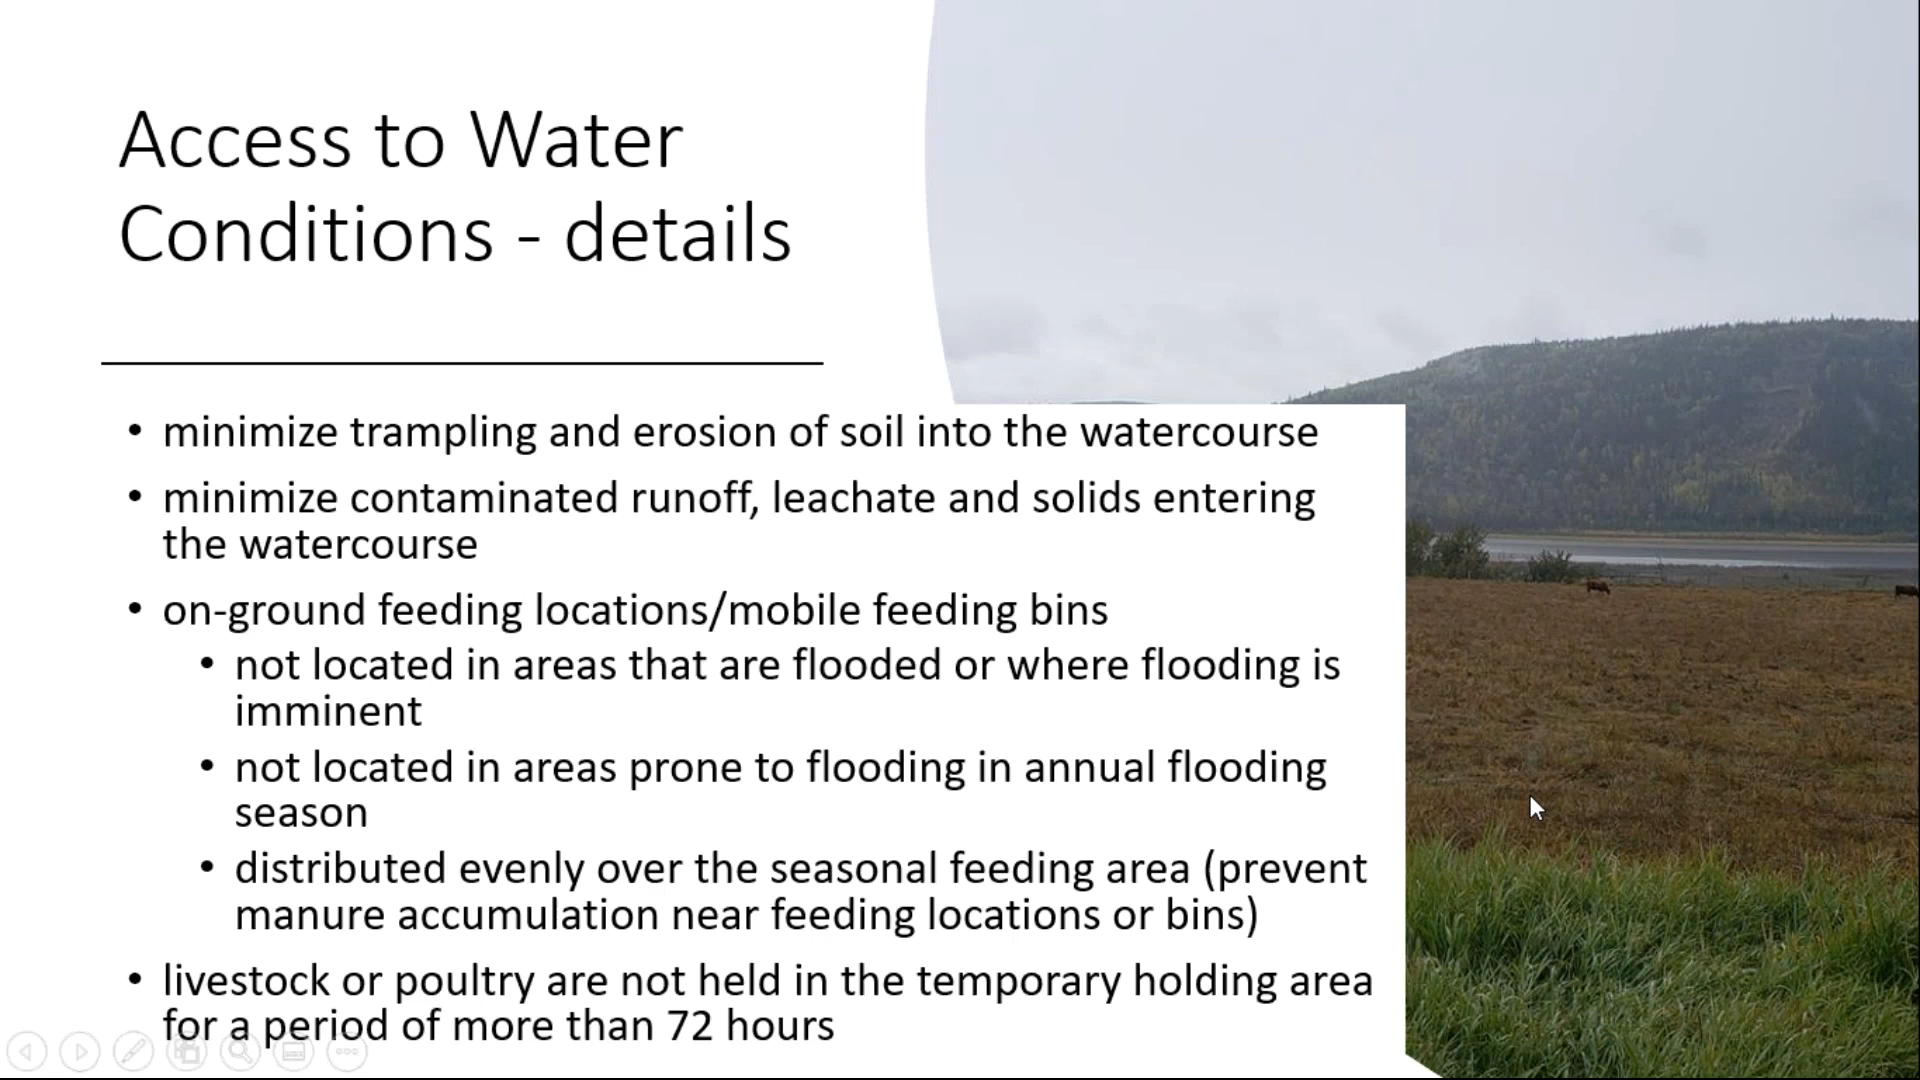 Access to Water
Conditions - details
• minimize trampling and erosion of soil into the watercourse
• minimize contaminated runoff, leachate and solids entering
the watercourse
• on-ground feeding locations/mobile feeding bins
• not located in areas that are flooded or where flooding is
imminent
• not located in areas prone to flooding in annual flooding
season
• distributed evenly over the seasonal feeding area (prevent
manure accumulation near feeding locations or bins)
• livestock or poultry are not held in the temporary holding area
for a period of more than 72 hours